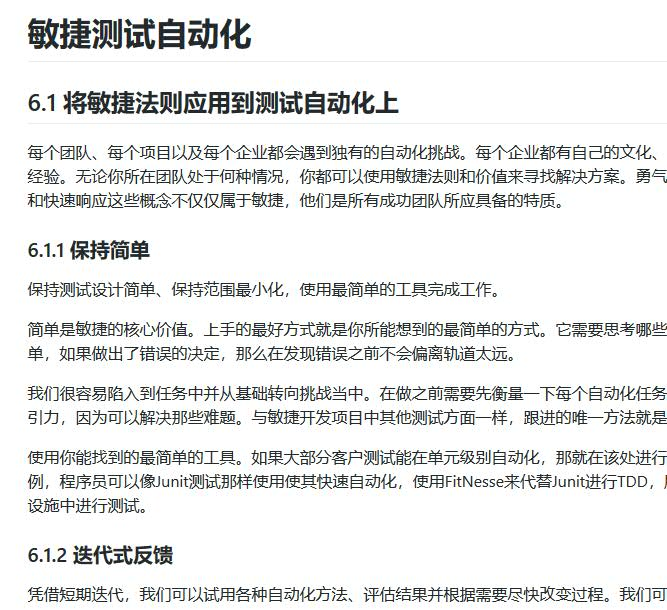 敏捷测试自动化
6.1 将敏捷法则应用到测试自动化上
每个团队、每个项目以及每个企业都会遇到独有的自动化挑战。每个企业都有自己的文化、
经验。无论你所在团队处于何种情况，你都可以使用敏捷法则和价值来寻找解决方案。勇气
和快速响应这些概念不仅仅属于敏捷，他们是所有成功团队所应具备的特质。
6.1.1 保持简单
保持测试设计简单、保持范围最小化，使用最简单的工具完成工作。
简单是敏捷的核心价值。上手的最好方式就是你所能想到的最简单的方式。它需要思考哪些
单，如果做出了错误的决定，那么在发现错误之前不会偏离轨道太远。
我们很容易陷入到任务中并从基础转向挑战当中。在做之前需要先衡量一下每个自动化任务
引力，因为可以解决那些难题。与敏捷开发项目中其他测试方面一样，跟进的唯一方法就是
使用你能找到的最简单的工具。如果大部分客户测试能在单元级别自动化，那就在该处进行
例，程序员可以像Junit测试那样使用使其快速自动化，使用FitNesse来代替Junit进行TDD，
设施中进行测试。
6.1.2 迭代式反馈
凭借短期迭代，我们可以试用各种自动化方法、评估结果并根据需要尽快改变过程。我们可